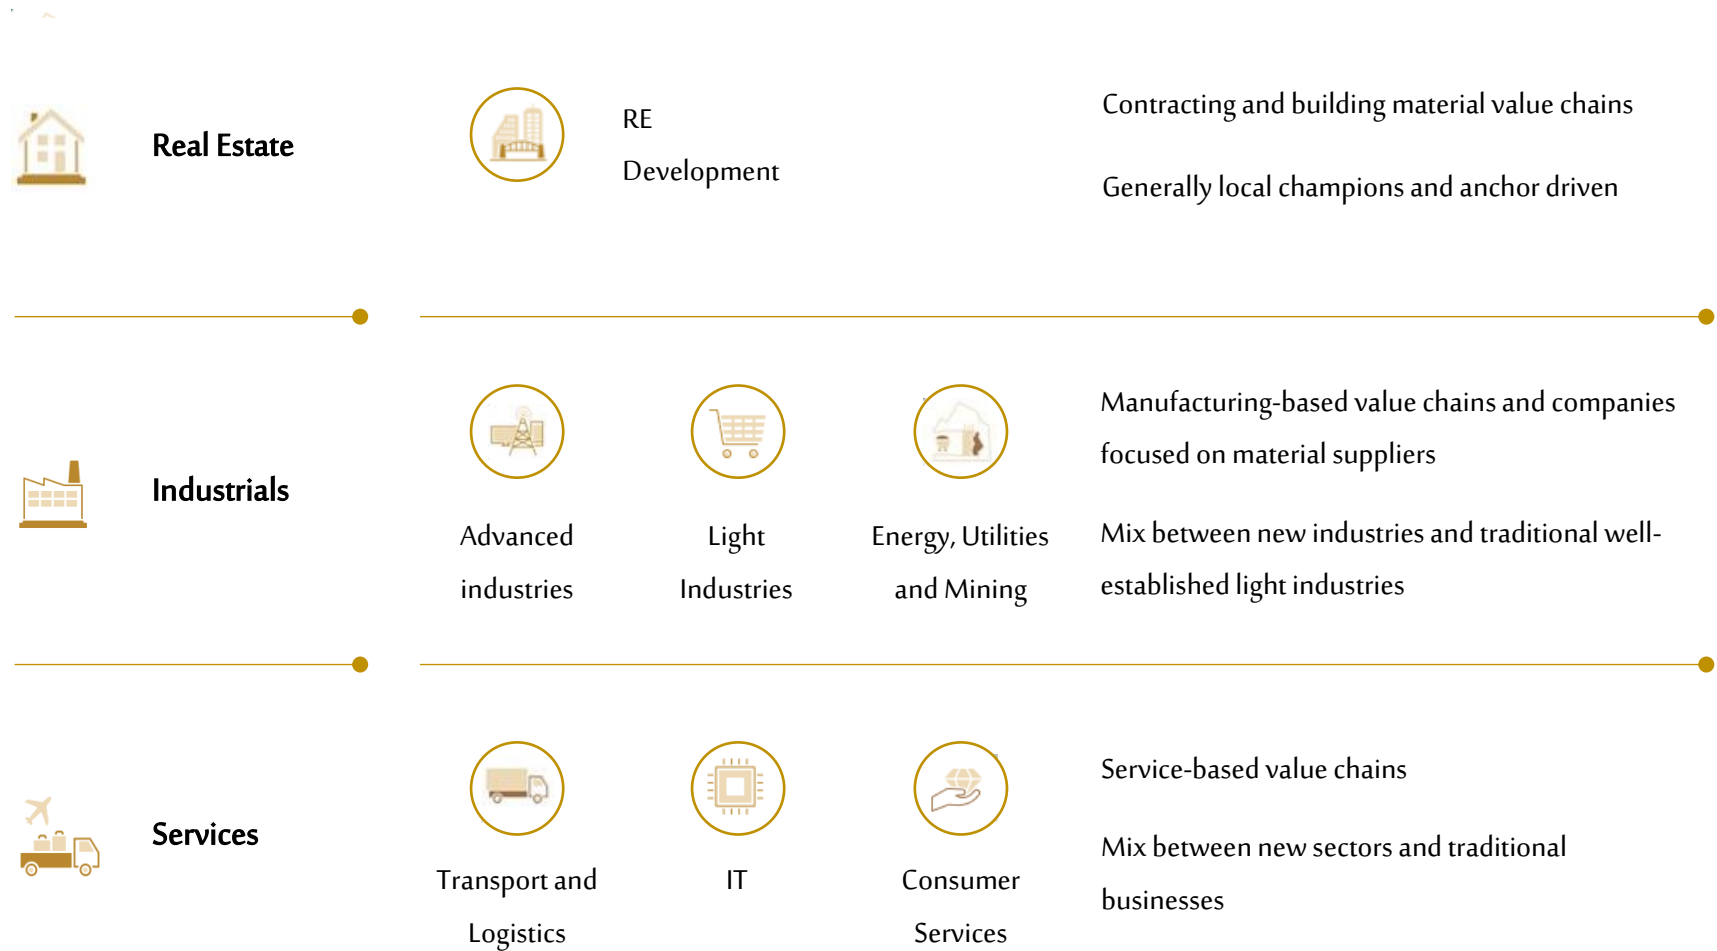 Real Estate
RE
Development
Contracting and building material value chains
Generally local champions and anchor driven
Industrials
Advanced
industries
Light
Industries
Energy, Utilities
and Mining
Manufacturing-based value chains and companies
focused on material suppliers
Mix between new industries and traditional well-
established light industries
Services
Transport and
Logistics
IT
Consumer
Services
Service-based value chains
Mix between new sectors and traditional
businesses